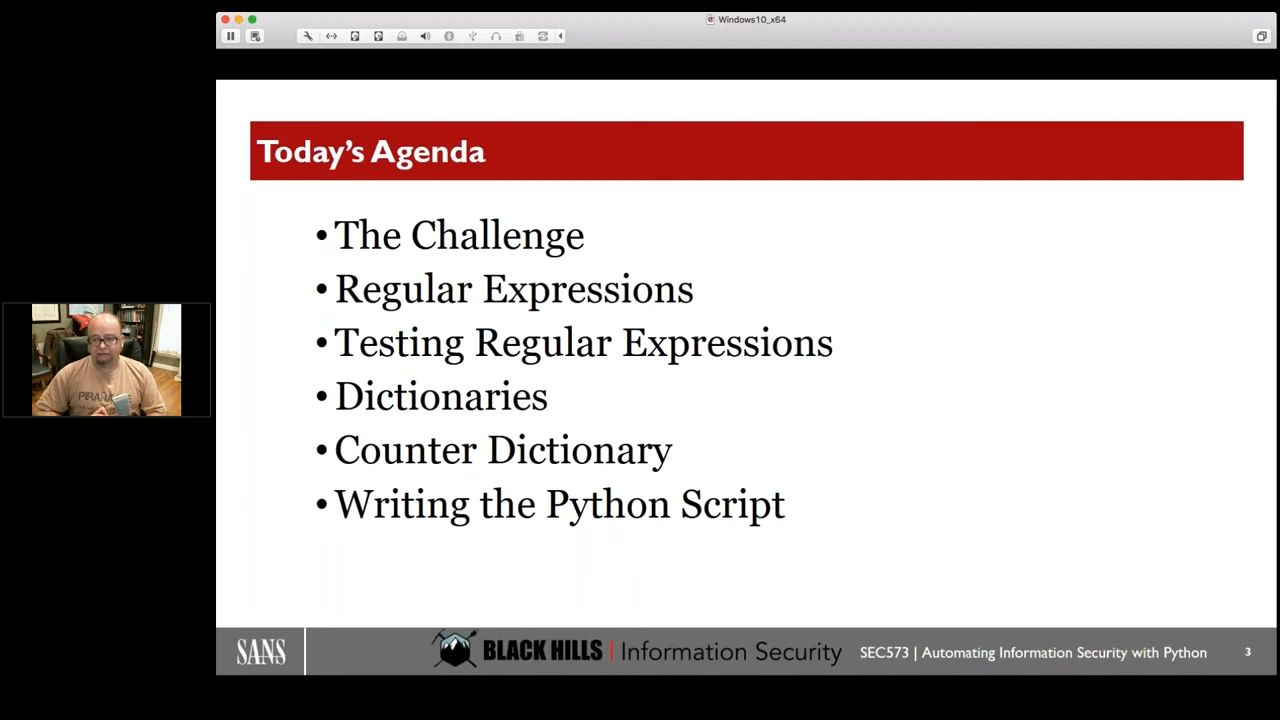 Windows10_x64
Today's Agenda
• The Challenge
• Regular Expressions
• Testing Regular Expressions
• Dictionaries
• Counter Dictionary
• Writing the Python Script
SANS
BLACK HILLS | Information Security
SEC573 | Automating Information Security with Python
3